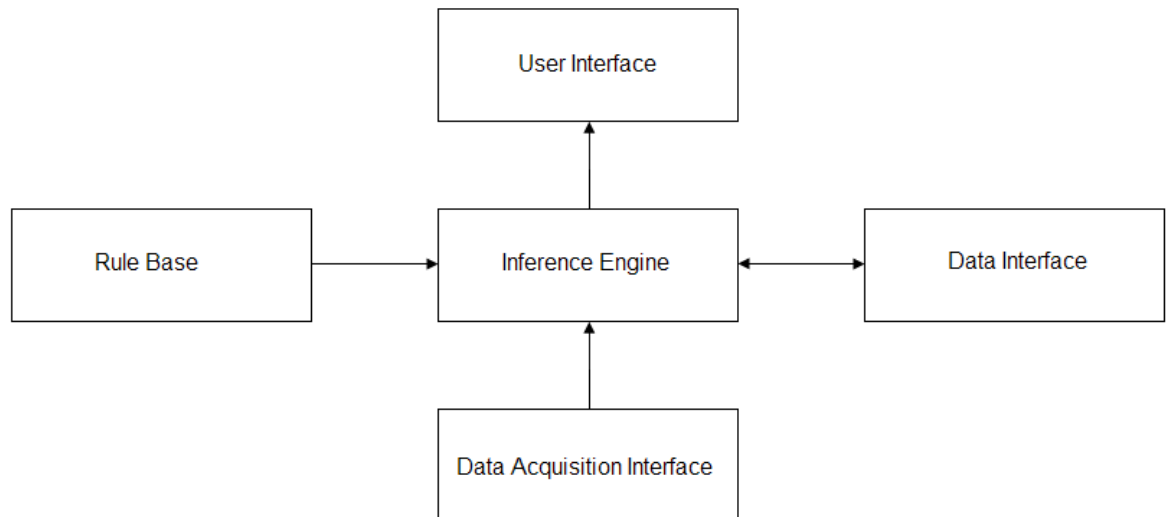 User Interface
Rule Base
Inference Engine
Data Interface
Data Acquisition Interface